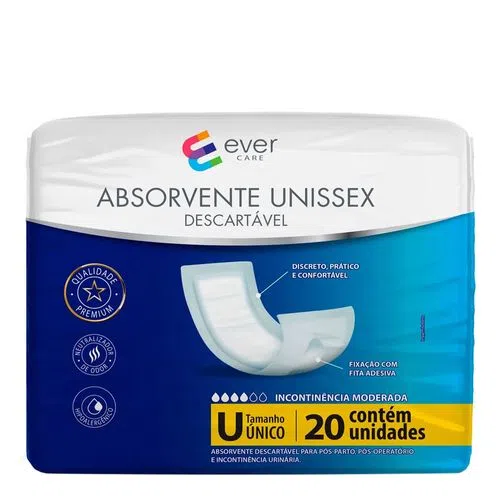 ever
CARE
ABSORVENTE UNISSEX
DESCARTÁVEL
QUALIDADE
PREMIUM
DISCRETO, PRÁTICO
E CONFORTÁVEL
NEUTRALIZADOR
DE ODOR
FIXAÇÃO COM
FITA ADESIVA
HIPOALERGÊNICO
INCONTINÊNCIA MODERADA
U Tamanho
ÚNICO
20 contém
unidades
ABSORVENTE DESCARTÁVEL PARA PÓS-PARTO, PÓS-OPERATÓRIO
E INCONTINÊNCIA URINÁRIA.